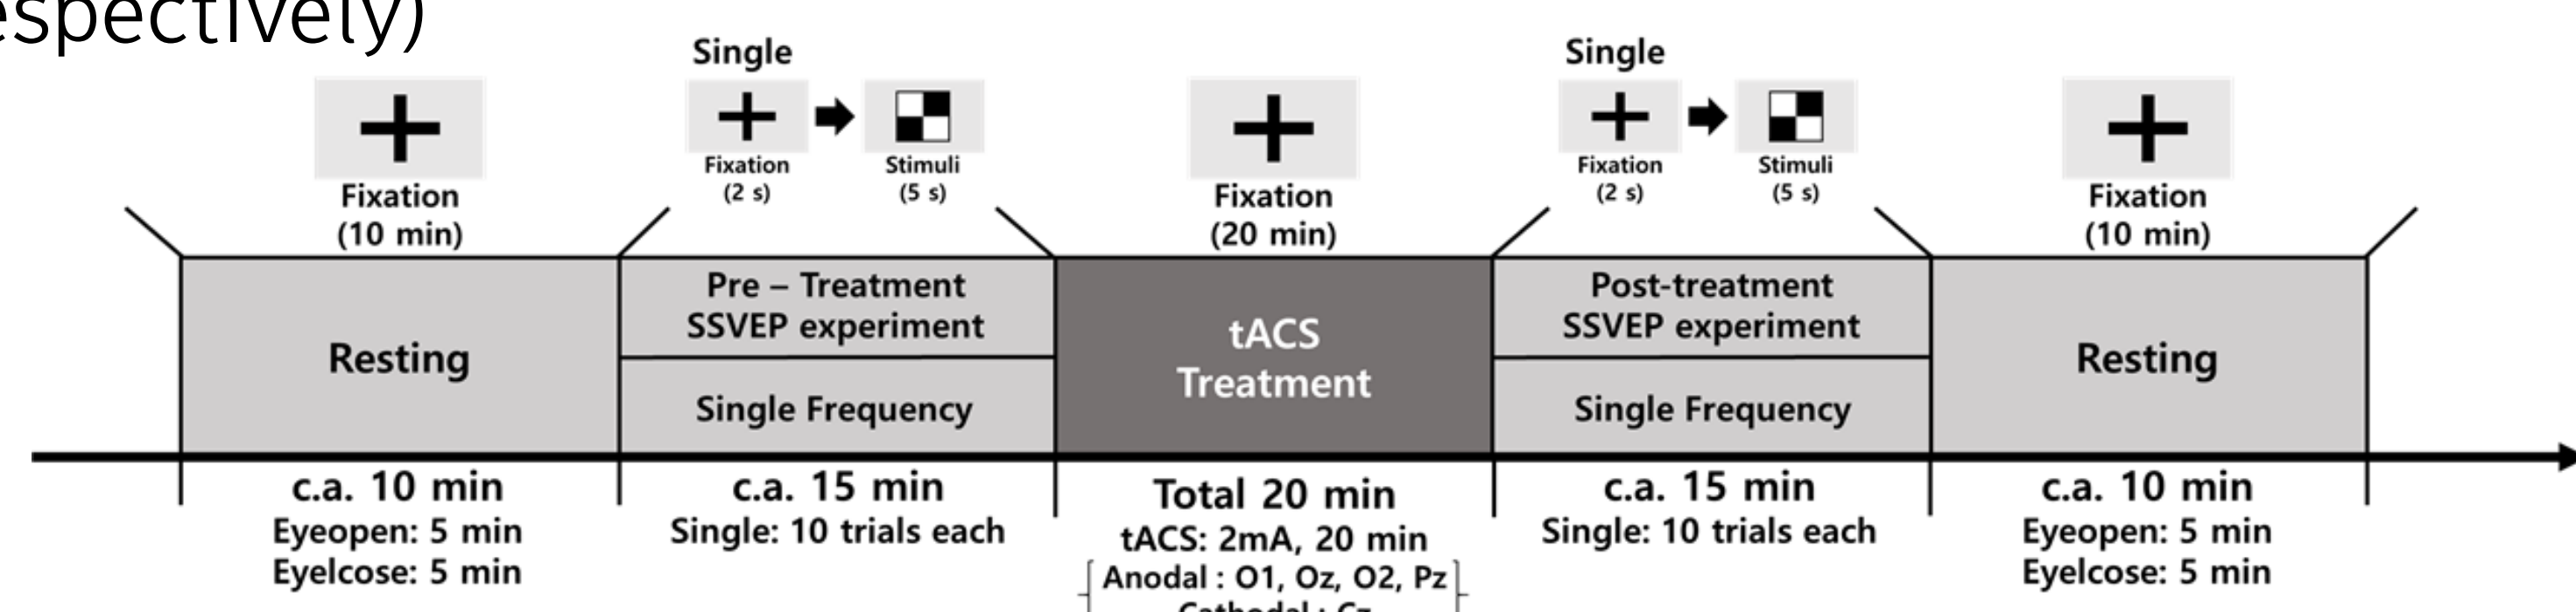 espectively)
Single
Single
Fixation
(10 min)
Fixation
(2 s)
Stimuli
(5 s)
Fixation
(20 min)
Fixation
(2 s)
Stimuli
(5 s)
Fixation
(10 min)
Resting
Pre – Treatment
SSVEP experiment
Single Frequency
tACS
Treatment
Post-treatment
SSVEP experiment
Single Frequency
Resting
c.a. 10 min
Eyeopen: 5 min
Eyelcose: 5 min
c.a. 15 min
Single: 10 trials each
Total 20 min
tACS: 2mA, 20 min
Anodal : O1, Oz, O2, Pz
Cathodal : Cz
c.a. 15 min
Single: 10 trials each
c.a. 10 min
Eyeopen: 5 min
Eyelcose: 5 min